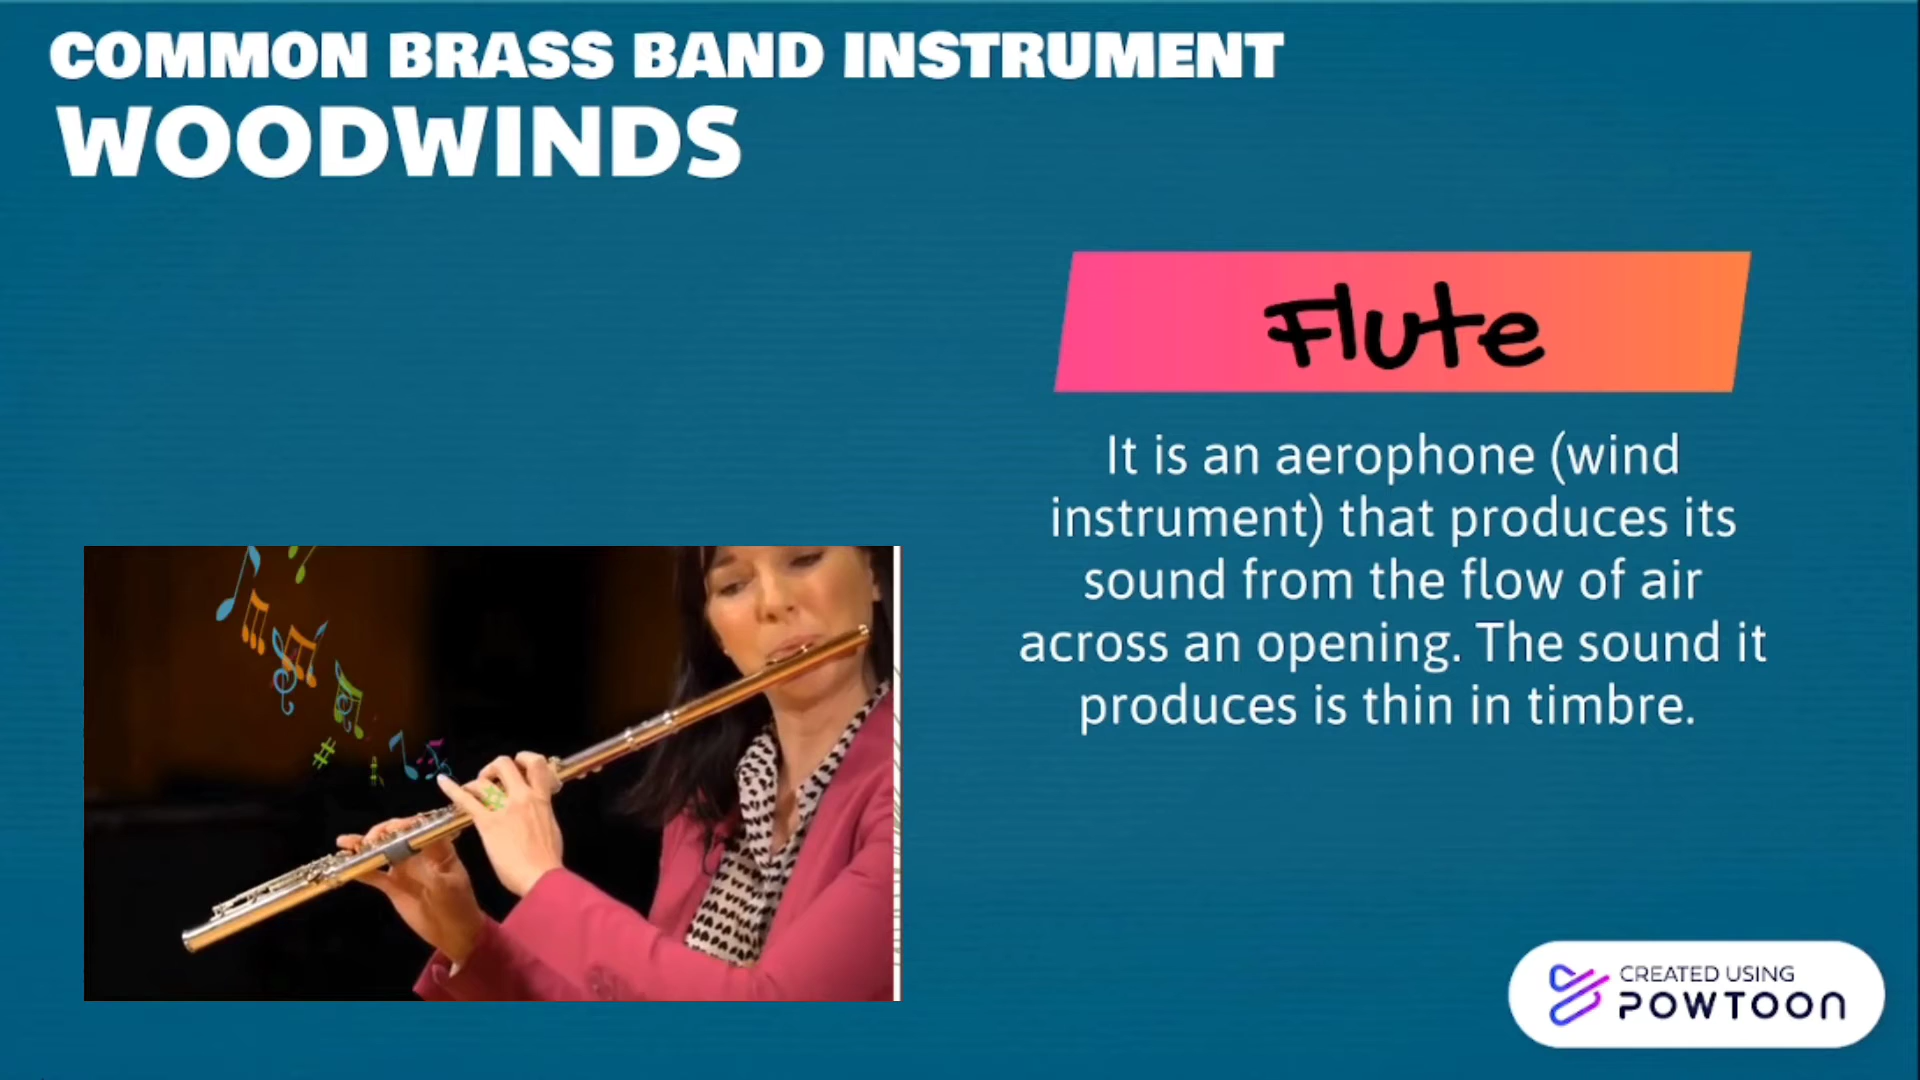 COMMON BRASS BAND INSTRUMENT
WOODWINDS
Flute
It is an aerophone (wind
instrument) that produces its
sound from the flow of air
across an opening. The sound it
produces is thin in timbre.
CREATED USING
POWTOON